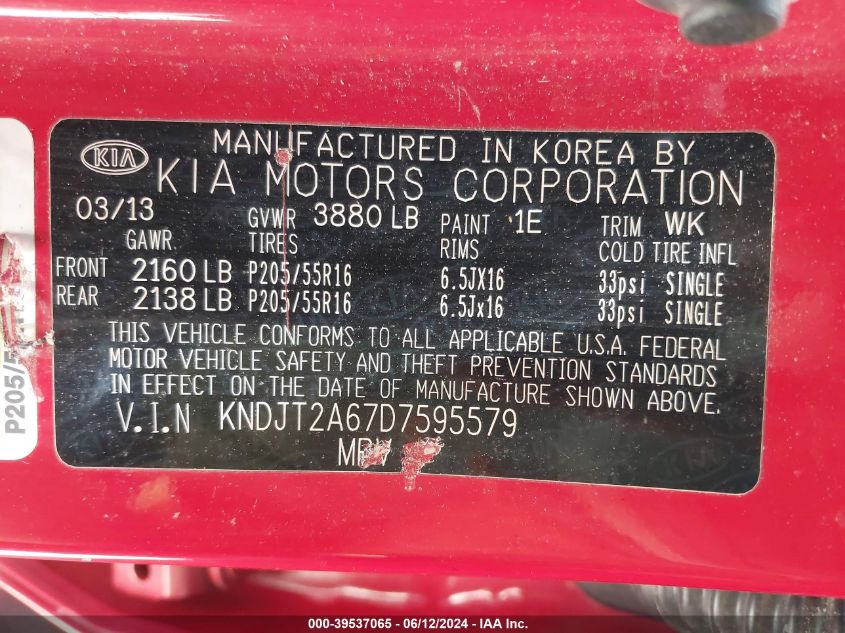 MANUFACTURED IN KOREA BY
KIA KIA MOTORS CORPORATION
03/13 GVWR 3880 LB PAINT 1E TRIM WK
GAWR TIRES RIMS COLD TIRE INFL
FRONT 2160 LB P205/55R16 6.5JX16 33psi SINGLE
REAR 2138 LB P205/55R16 6.5Jx16 33psi SINGLE
THIS VEHICLE CONFORMS TO ALL APPLICABLE U.S.A. FEDERAL
MOTOR VEHICLE SAFETY AND THEFT PREVENTION STANDARDS
IN EFFECT ON THE DATE OF MANUFACTURE SHOWN ABOVE.
V.I.N KNDJT2A67D7595579
MPV
P205/5
000-39537065 - 06/12/2024 - IAA Inc.